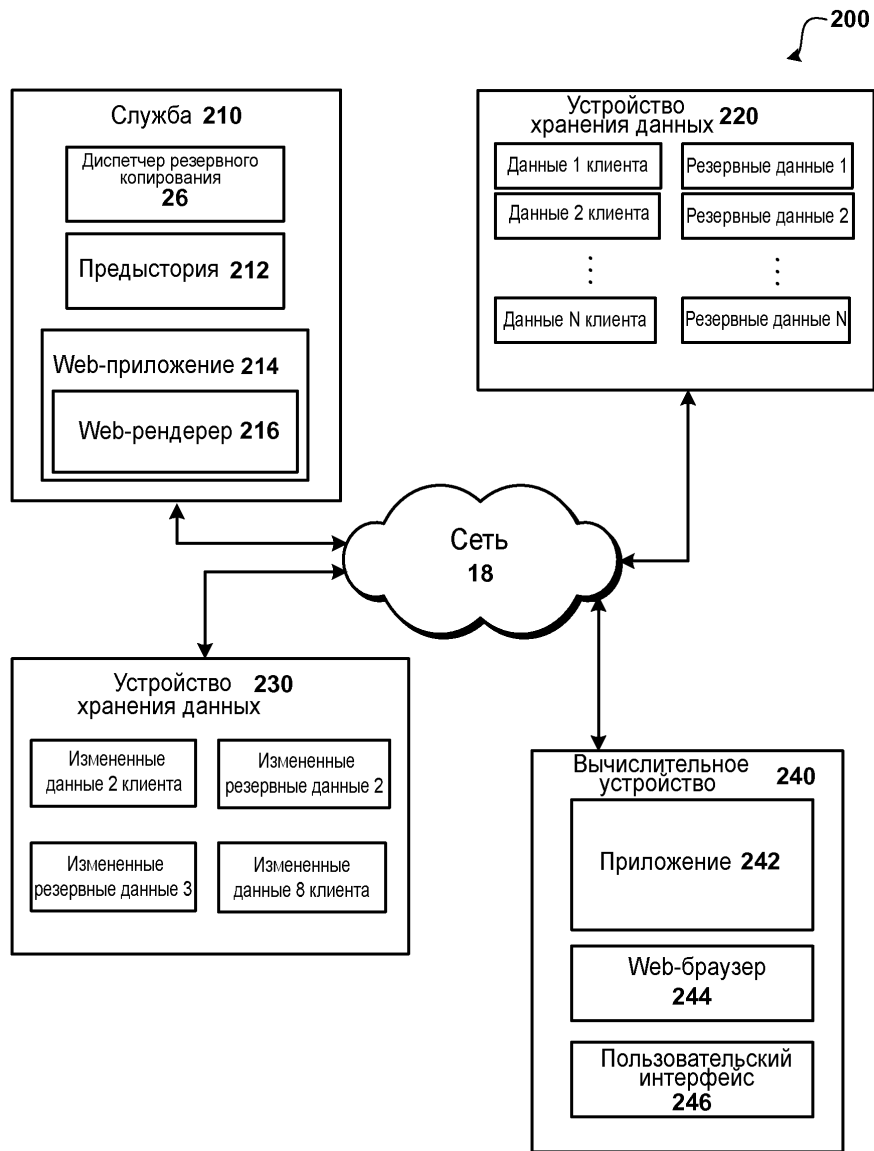 200
Служба 210
Диспетчер резервного
копирования
26
Предыстория 212
Web-приложение 214
Web-рендерер 216
Устройство
хранения данных 220
Данные 1 клиента
Резервные данные 1
Данные 2 клиента
Резервные данные 2
Данные N клиента
Резервные данные N
Сеть
18
Устройство 230
хранения данных
Измененные
данные 2 клиента
Измененные
резервные данные 2
Измененные
резервные данные 3
Измененные
данные 8 клиента
Вычислительное 240
устройство
Приложение 242
Web-браузер
244
Пользовательский
интерфейс
246